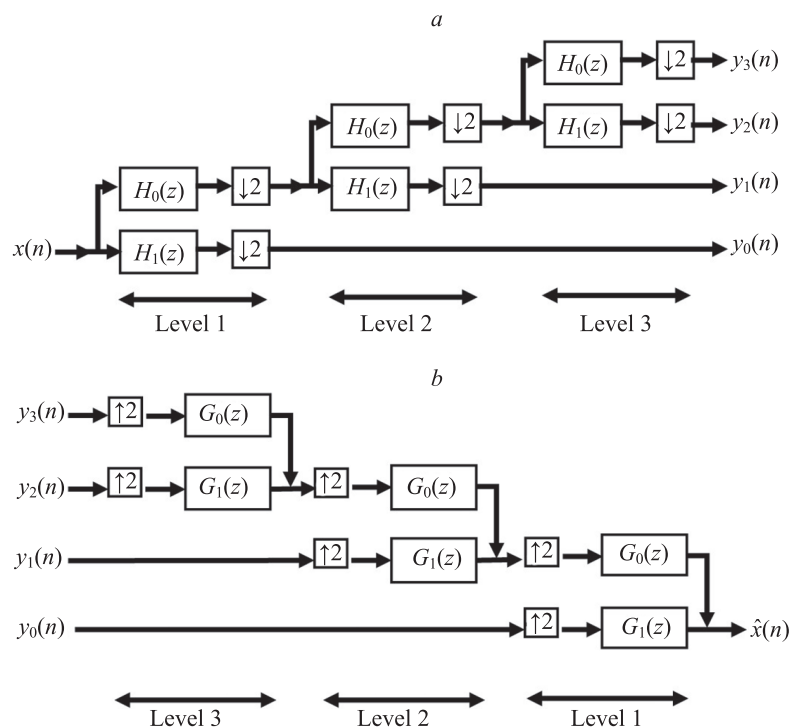 a
H₀(z) ↓2 y₃(n)
H₀(z) ↓2 H₁(z) ↓2 y₂(n)
H₀(z) ↓2 H₁(z) ↓2 y₁(n)
x(n) H₁(z) ↓2 y₀(n)
Level 1 Level 2 Level 3
b
y₃(n) ↑2 G₀(z)
y₂(n) ↑2 G₁(z) ↑2 G₀(z)
y₁(n) ↑2 G₁(z) ↑2 G₀(z)
y₀(n) ↑2 G₁(z) x̂(n)
Level 3 Level 2 Level 1